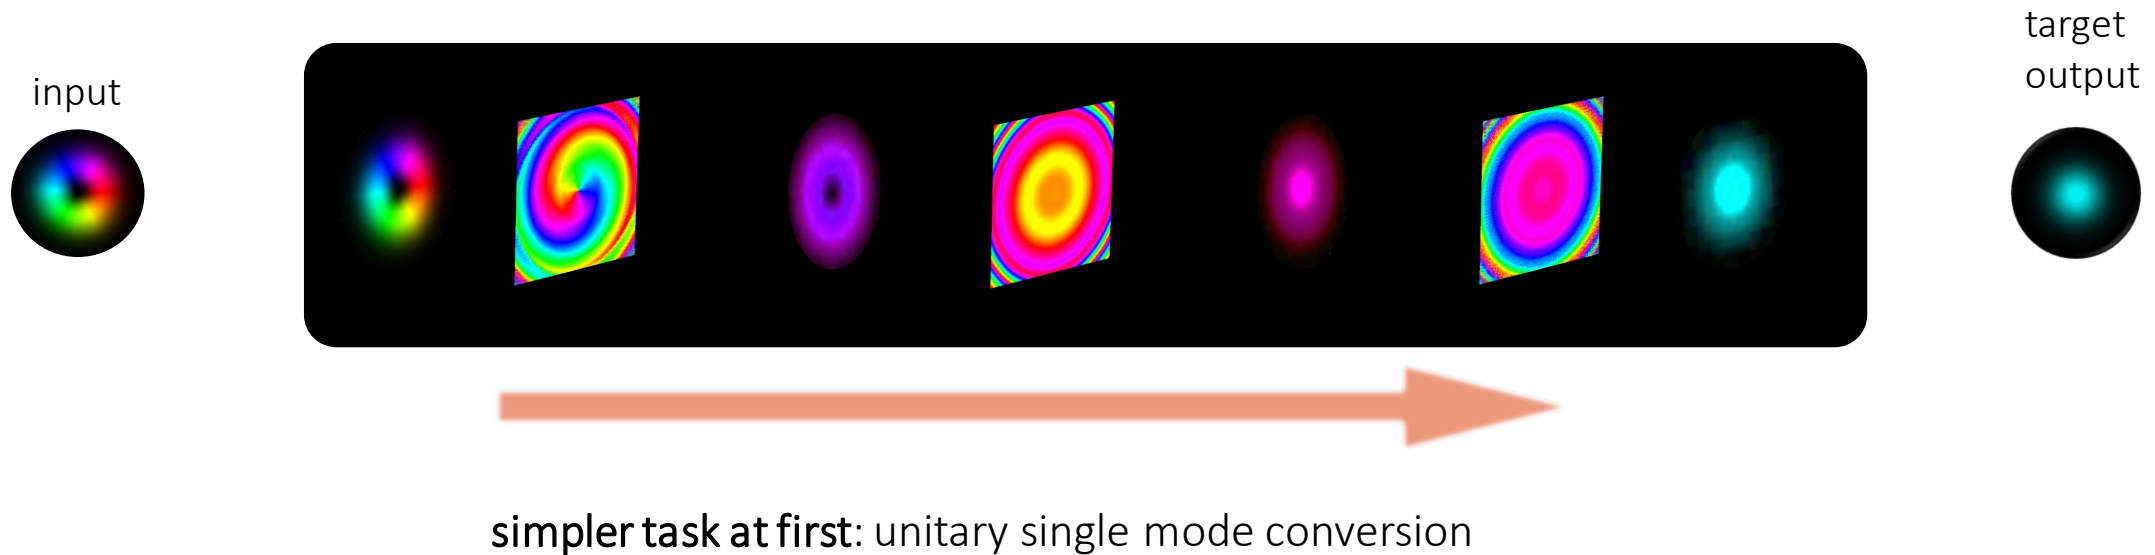 input
target
output
simpler task at first: unitary single mode conversion